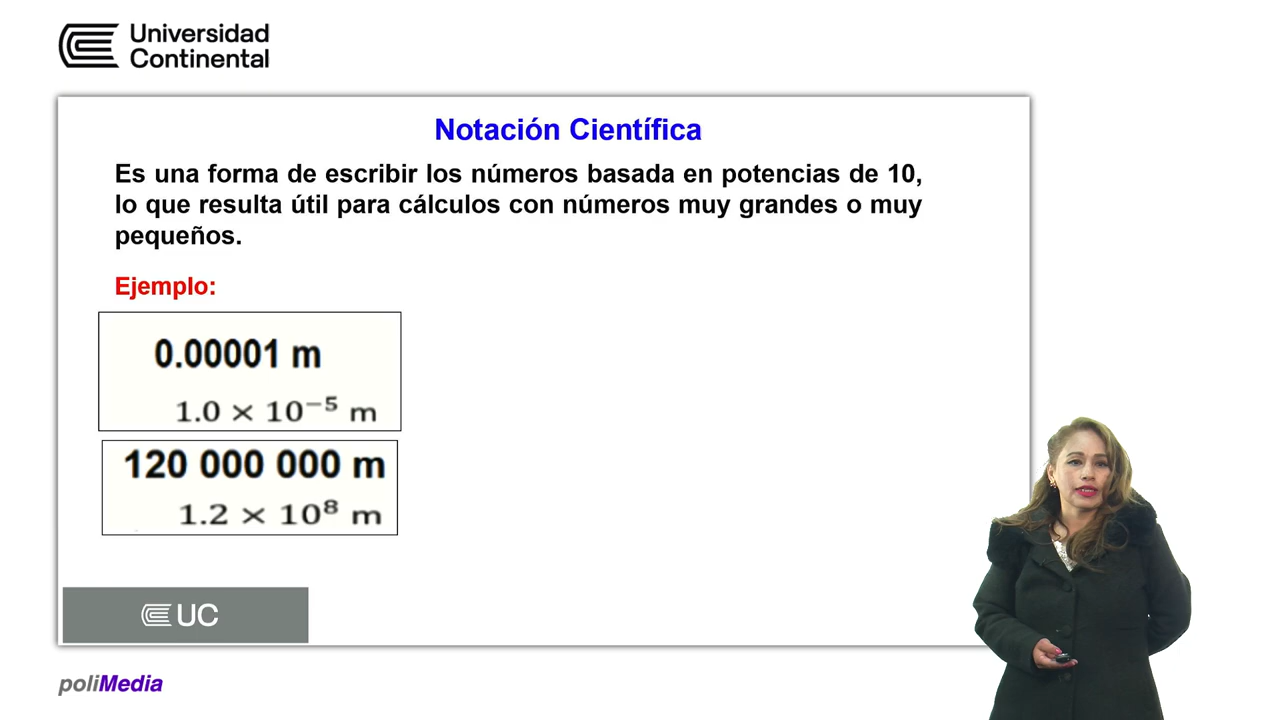 Universidad
Continental
Notación Científica
Es una forma de escribir los números basada en potencias de 10,
lo que resulta útil para cálculos con números muy grandes o muy
pequeños.
Ejemplo:
0.00001 m
1.0 × 10⁻⁵ m
120 000 000 m
1.2 × 10⁸ m
UC
poliMedia